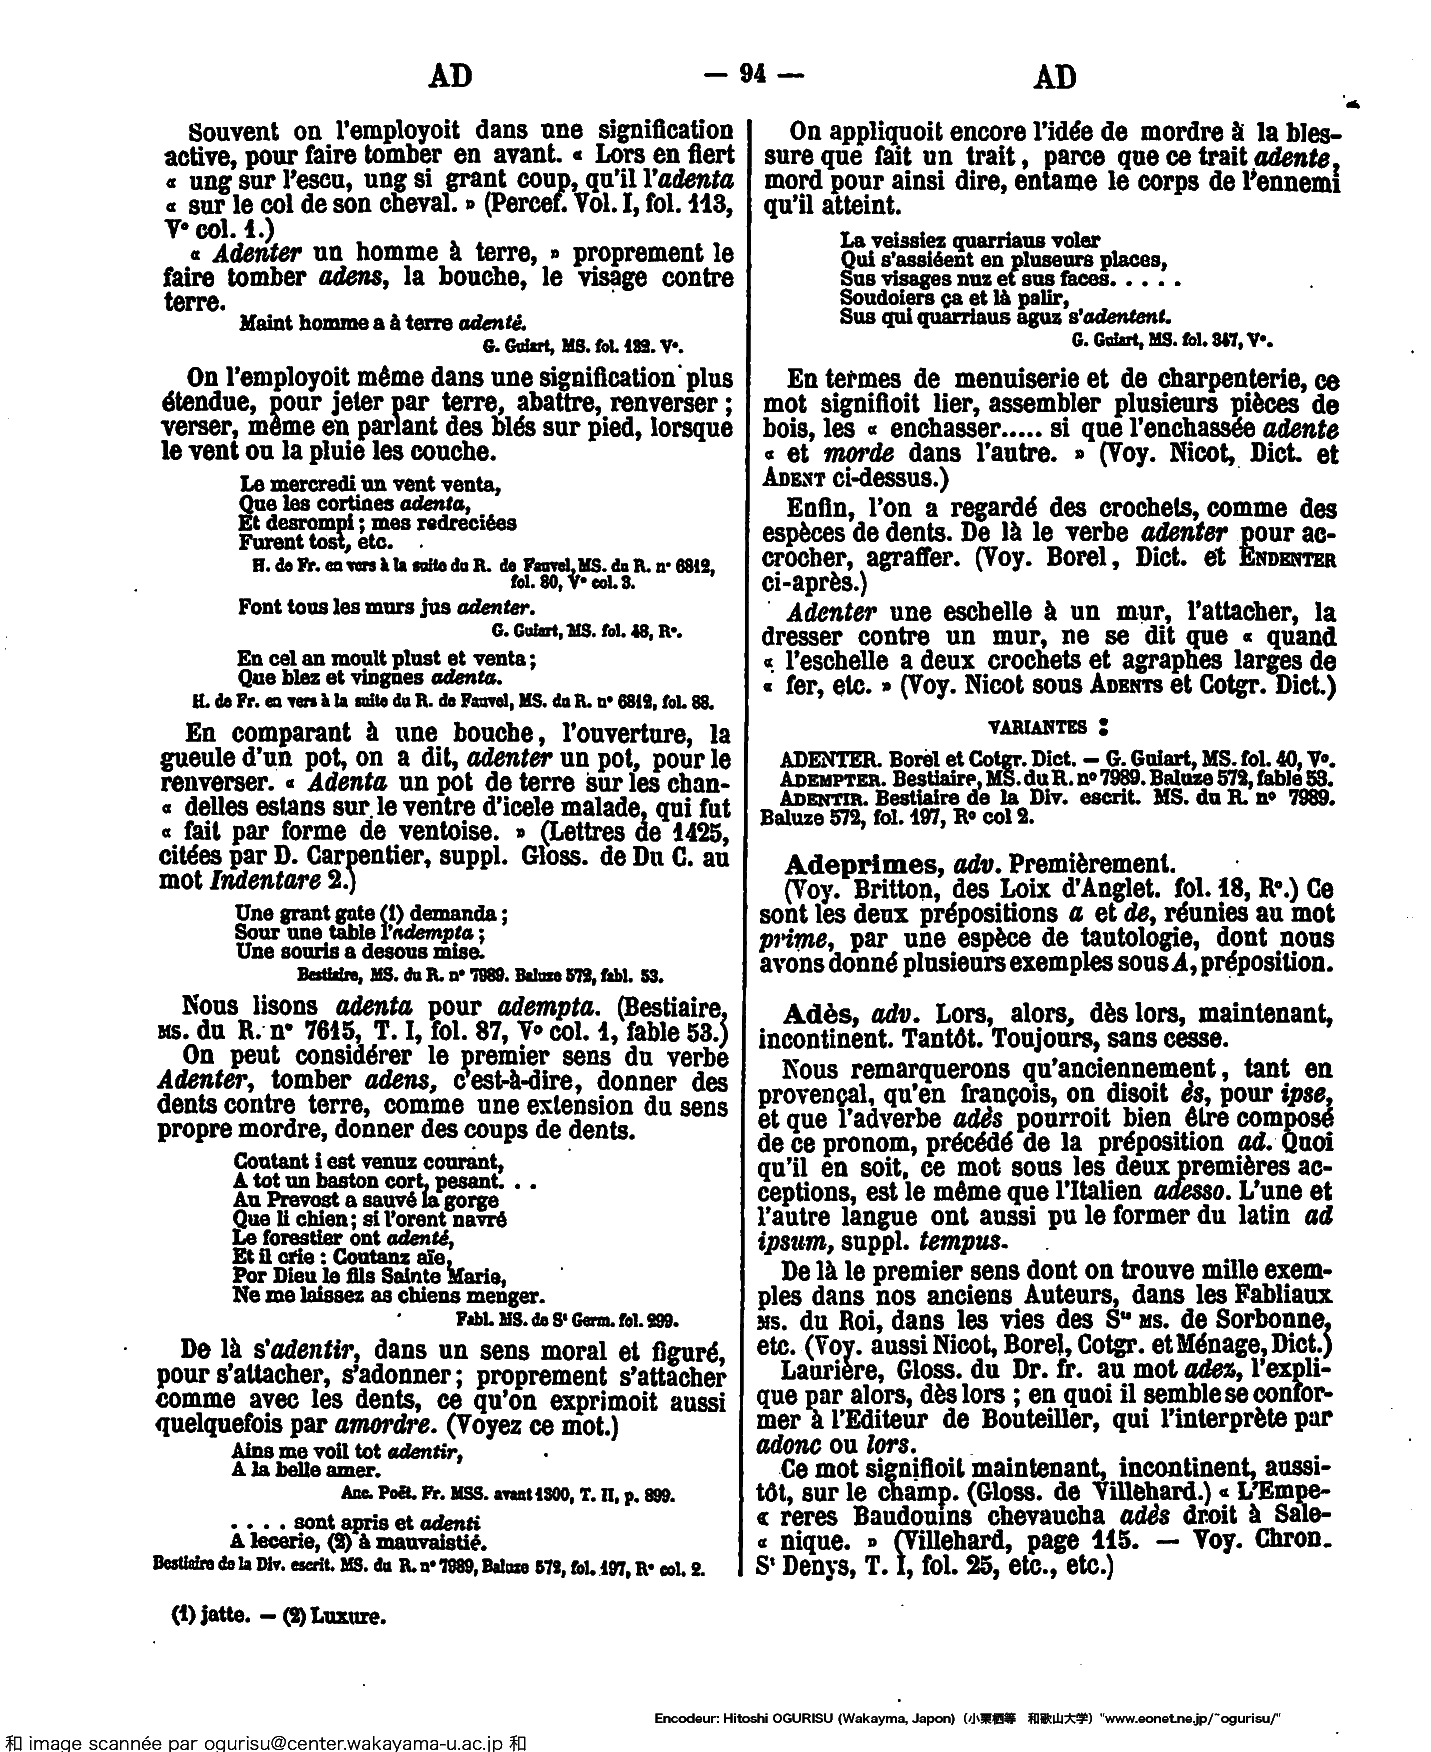 AD — 94 — AD
Souvent on l'employoit dans une signification
active, pour faire tomber en avant. « Lors en fiert
« ung sur l'escu, ung si grant coup, qu'il l'adenta
« sur le col de son cheval. » (Percef. Vol. I, fol. 113,
V° col. 1.)
« Adenter un homme à terre, » proprement le
faire tomber adens, la bouche, le visage contre
terre.
Maint homme a à terre adenté.
G. Guiart, MS. fol. 122. V°.
On l'employoit même dans une signification plus
étendue, pour jeter par terre, abattre, renverser ;
verser, même en parlant des blés sur pied, lorsque
le vent ou la pluie les couche.
Le mercredi un vent venta,
Que les cortines adenta,
Et desrompi ; mes redreciées
Furent tost, etc.
H. de Fr. en vers à la suite du R. de Fauvel, MS. du R. n° 6812,
fol. 80, V° col. 3.
Font tous les murs jus adenter.
G. Guiart, MS. fol. 48, R°.
En cel an moult plust et venta ;
Que blez et vingnes adenta.
H. de Fr. en vers à la suite du R. de Fauvel, MS. du R. n° 6812, fol. 88.
En comparant à une bouche, l'ouverture, la
gueule d'un pot, on a dit, adenter un pot, pour le
renverser. « Adenta un pot de terre sur les chan-
« delles estans sur le ventre d'icele malade, qui fut
« fait par forme de ventoise. » (Lettres de 1425,
citées par D. Carpentier, suppl. Gloss. de Du C. au
mot Indentare 2.)
Une grant gate (1) demanda ;
Sour une table l'adempta ;
Une souris a desous mise.
Bestiaire, MS. du R. n° 7989. Baluze 572, fabl. 53.
Nous lisons adenta pour adempta. (Bestiaire,
MS. du R. n° 7615, T. I, fol. 87, V° col. 1, fable 53.)
On peut considérer le premier sens du verbe
Adenter, tomber adens, c'est-à-dire, donner des
dents contre terre, comme une extension du sens
propre mordre, donner des coups de dents.
Coutant i est venuz courant,
A tot un baston cort, pesant. . .
Au Prevost a sauvé la gorge
Que li chien ; si l'orent navré
Le forestier ont adenté,
Et il crie : Coutanz aïe,
Por Dieu le fils Sainte Marie,
Ne me laissez as chiens menger.
Fabl. MS. de St Germ. fol. 299.
De là s'adentir, dans un sens moral et figuré,
pour s'attacher, s'adonner ; proprement s'attacher
comme avec les dents, ce qu'on exprimoit aussi
quelquefois par amordre. (Voyez ce mot.)
Ains me voil tot adentir,
A la belle amer.
Anc. Poët. Fr. MSS. avant 1300, T. II, p. 899.
. . . . sont apris et adenti
A lecerie, (2) à mauvaistié.
Bestiaire de la Div. escrit. MS. du R. n° 7989, Baluze 572, fol. 197, R° col. 2.
(1) jatte. — (2) Luxure.
On appliquoit encore l'idée de mordre à la bles-
sure que fait un trait, parce que ce trait adente,
mord pour ainsi dire, entame le corps de l'ennemi
qu'il atteint.
La veissiez quarriaus voler
Qui s'assiéent en pluseurs places,
Sus visages nuz et sus faces. . . . .
Soudoiers ça et là palir,
Sus qui quarriaus aguz s'adentent.
G. Guiart, MS. fol. 347, V°.
En termes de menuiserie et de charpenterie, ce
mot signifioit lier, assembler plusieurs pièces de
bois, les « enchasser..... si que l'enchassée adente
« et morde dans l'autre. » (Voy. Nicot, Dict. et
ADENT ci-dessus.)
Enfin, l'on a regardé des crochets, comme des
espèces de dents. De là le verbe adenter pour ac-
crocher, agraffer. (Voy. Borel, Dict. et ENDENTER
ci-après.)
Adenter une eschelle à un mur, l'attacher, la
dresser contre un mur, ne se dit que « quand
« l'eschelle a deux crochets et agraphes larges de
« fer, etc. » (Voy. Nicot sous ADENTS et Cotgr. Dict.)
VARIANTES :
ADENTER. Borel et Cotgr. Dict. — G. Guiart, MS. fol. 40, V°.
ADEMPTER. Bestiaire, MS. du R. n° 7989. Baluze 572, fable 53.
ADENTIR. Bestiaire de la Div. escrit. MS. du R. n° 7989.
Baluze 572, fol. 197, R° col 2.
Adeprimes, adv. Premièrement.
(Voy. Britton, des Loix d'Anglet. fol. 18, R°.) Ce
sont les deux prépositions a et de, réunies au mot
prime, par une espèce de tautologie, dont nous
avons donné plusieurs exemples sous A, préposition.
Adès, adv. Lors, alors, dès lors, maintenant,
incontinent. Tantôt. Toujours, sans cesse.
Nous remarquerons qu'anciennement, tant en
provençal, qu'en françois, on disoit ès, pour ipse,
et que l'adverbe adès pourroit bien être composé
de ce pronom, précédé de la préposition ad. Quoi
qu'il en soit, ce mot sous les deux premières ac-
ceptions, est le même que l'Italien adesso. L'une et
l'autre langue ont aussi pu le former du latin ad
ipsum, suppl. tempus.
De là le premier sens dont on trouve mille exem-
ples dans nos anciens Auteurs, dans les Fabliaux
MS. du Roi, dans les vies des Sts MS. de Sorbonne,
etc. (Voy. aussi Nicot, Borel, Cotgr. et Ménage, Dict.)
Laurière, Gloss. du Dr. fr. au mot adez, l'expli-
que par alors, dès lors ; en quoi il semble se confor-
mer à l'Editeur de Bouteiller, qui l'interprète par
adonc ou lors.
Ce mot signifioit maintenant, incontinent, aussi-
tôt, sur le champ. (Gloss. de Villehard.) « L'Empe-
« reres Baudouins chevaucha adès droit à Sale-
« nique. » (Villehard, page 115. — Voy. Chron.
St Denys, T. I, fol. 25, etc., etc.)
Encodeur: Hitoshi OGURISU (Wakayma, Japon) (小栗栖等 和歌山大学) "www.eonet.ne.jp/~ogurisu/"
和 image scannée par ogurisu@center.wakayama-u.ac.jp 和